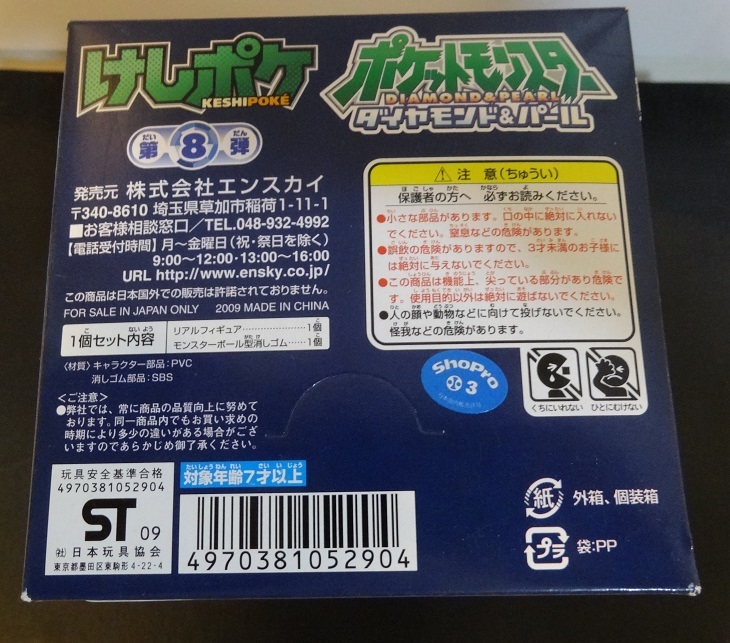 けしポケ
KESHIPOKÉ
ポケットモンスター
DIAMOND&PEARL
ダイヤモンド&パール
第8弾
発売元 株式会社エンスカイ
〒340-8610 埼玉県草加市稲荷1-11-1
■お客様相談窓口/TEL.048-932-4992
【電話受付時間】月〜金曜日(祝・祭日を除く)
9:00〜12:00・13:00〜16:00
URL http://www.ensky.co.jp/
この商品は日本国外での販売は許諾されておりません。
FOR SALE IN JAPAN ONLY 2009 MADE IN CHINA
1個セット内容
リアルフィギュア……………1個
モンスターボール型消しゴム……1個
〈材質〉キャラクター部品:PVC
消しゴム部品:SBS
<ご注意>
●弊社では、常に商品の品質向上に努めて
おります。同一商品内でもお買い求めの
時期により多少の違いがある場合がござ
いますのであらかじめ御了承ください。
注意(ちゅうい)
保護者の方へ 必ずお読みください。
●小さな部品があります。口の中に絶対に入れない
でください。窒息などの危険があります。
●誤飲の危険がありますので、3才未満のお子様に
は絶対に与えないでください。
●この商品は機能上、尖っている部分があり危険で
す。使用目的以外は絶対に遊ばないでください。
●人の顔や動物などに向けて投げないでください。
怪我などの危険があります。
くちにいれない
ひとにむけない
ShoPro
3
玩具安全基準合格
4970381052904
ST 09
(社)日本玩具協会
東京都墨田区東駒形4-22-4
対象年齢7才以上
4970381052904
紙 外箱、個装箱
プラ 袋:PP